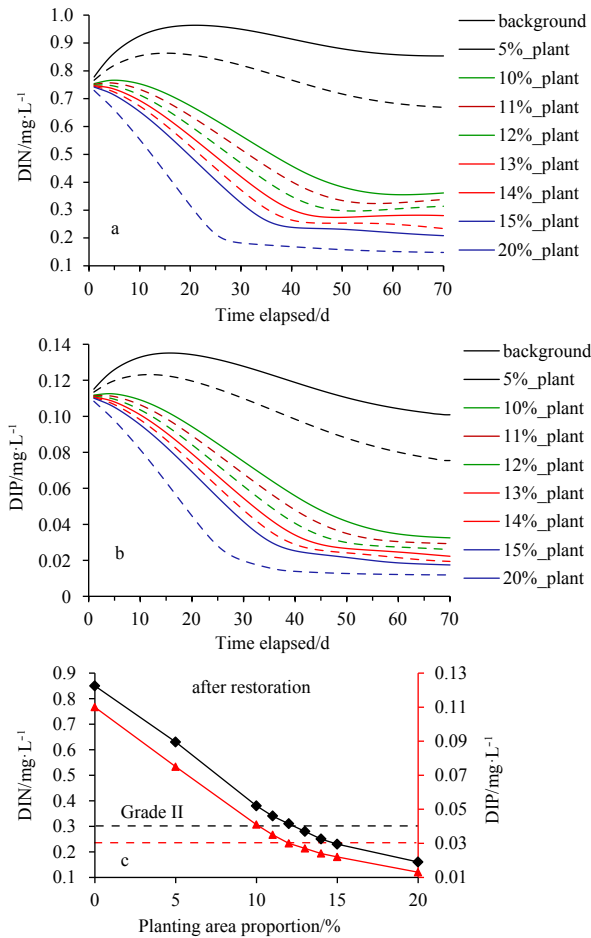 1.0
0.9
0.8
0.7
0.6
0.5
0.4
0.3
0.2
0.1
DIN/mg·L⁻¹
a
0 10 20 30 40 50 60 70
Time elapsed/d
background
5%_plant
10%_plant
11%_plant
12%_plant
13%_plant
14%_plant
15%_plant
20%_plant
0.14
0.12
0.10
0.08
0.06
0.04
0.02
0
DIP/mg·L⁻¹
b
0 10 20 30 40 50 60 70
Time elapsed/d
background
5%_plant
10%_plant
11%_plant
12%_plant
13%_plant
14%_plant
15%_plant
20%_plant
after restoration
0.9
0.8
0.7
0.6
0.5
0.4
0.3
0.2
0.1
DIN/mg·L⁻¹
Grade II
c
0.13
0.11
0.09
0.07
0.05
0.03
0.01
DIP/mg·L⁻¹
0 5 10 15 20
Planting area proportion/%